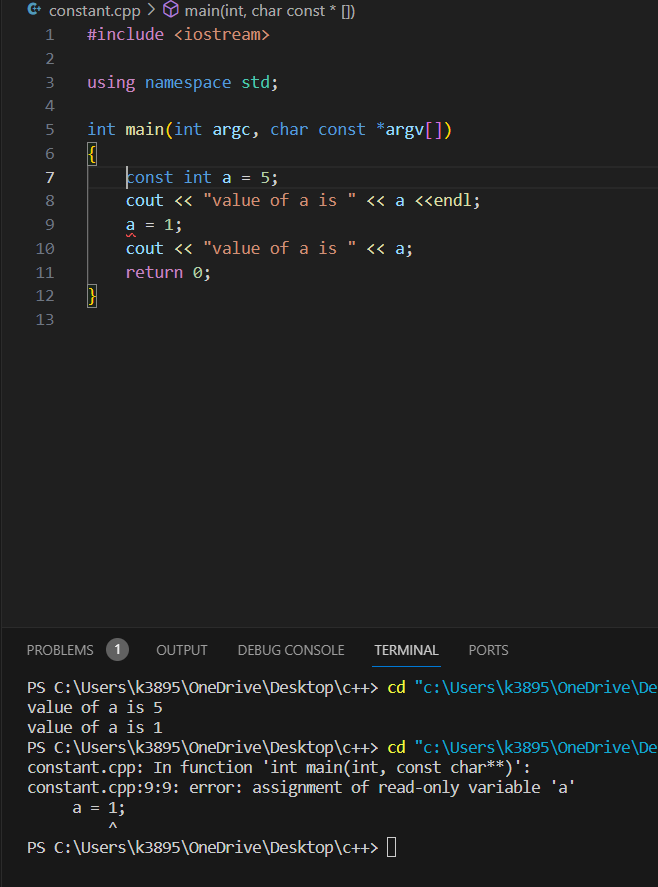 constant.cpp > main(int, char const * [])
1 #include <iostream>
2
3 using namespace std;
4
5 int main(int argc, char const *argv[])
6 {
7     const int a = 5;
8     cout << "value of a is " << a <<endl;
9     a = 1;
10     cout << "value of a is " << a;
11     return 0;
12 }
13
PROBLEMS 1 OUTPUT DEBUG CONSOLE TERMINAL PORTS
PS C:\Users\k3895\OneDrive\Desktop\c++> cd "c:\Users\k3895\OneDrive\De
value of a is 5
value of a is 1
PS C:\Users\k3895\OneDrive\Desktop\c++> cd "c:\Users\k3895\OneDrive\De
constant.cpp: In function 'int main(int, const char**)':
constant.cpp:9:9: error: assignment of read-only variable 'a'
     a = 1;
         ^
PS C:\Users\k3895\OneDrive\Desktop\c++>